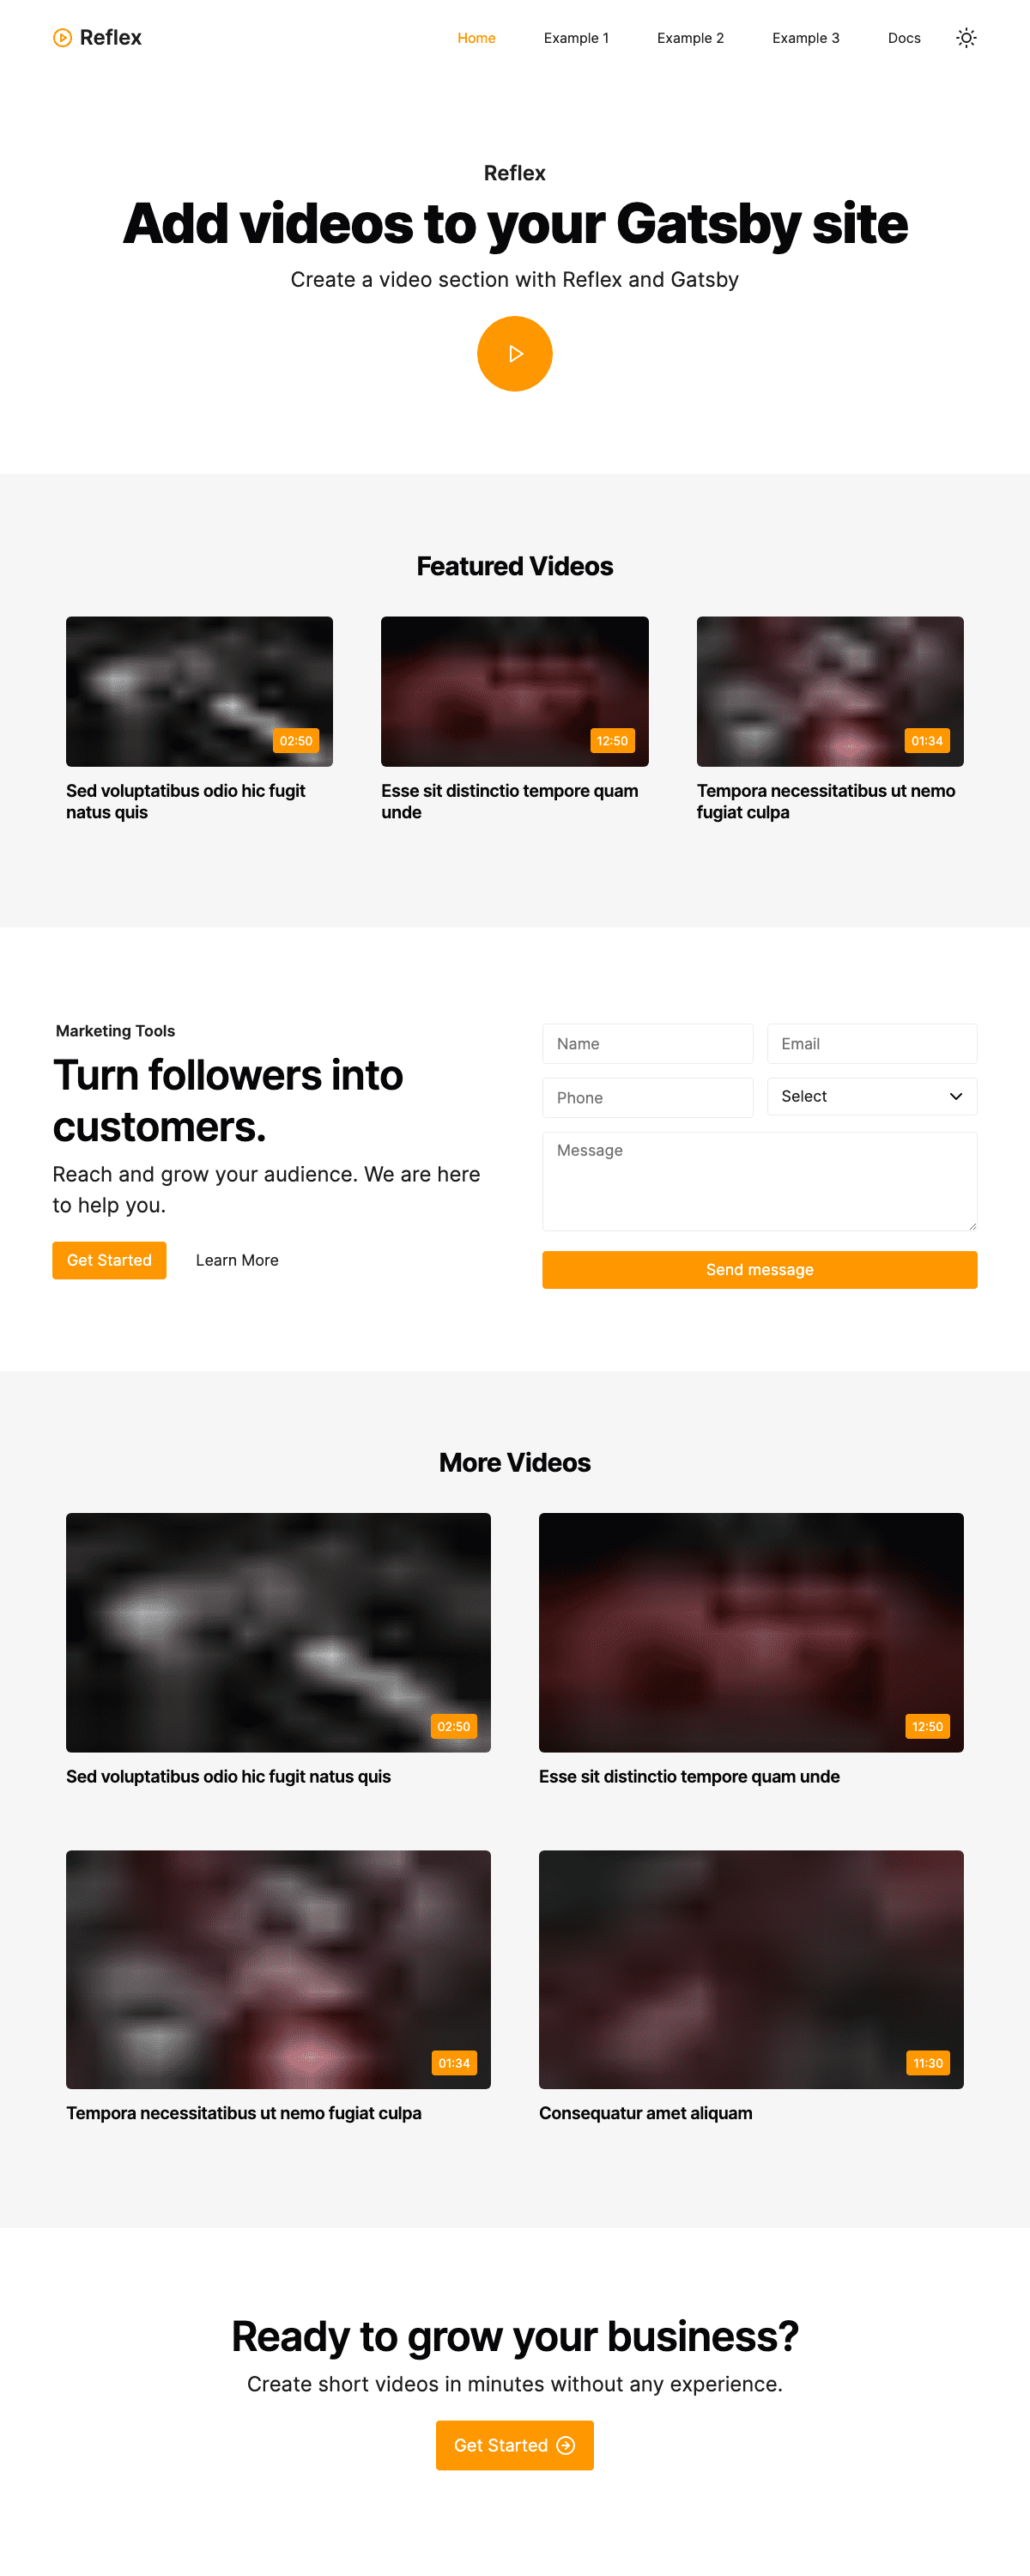 Reflex
Home
Example 1
Example 2
Example 3
Docs
Reflex
Add videos to your Gatsby site
Create a video section with Reflex and Gatsby
Featured Videos
02:50
12:50
01:34
Sed voluptatibus odio hic fugit
natus quis
Esse sit distinctio tempore quam
unde
Tempora necessitatibus ut nemo
fugiat culpa
Marketing Tools
Turn followers into
customers.
Reach and grow your audience. We are here
to help you.
Get Started
Learn More
Name
Email
Phone
Select
Message
Send message
More Videos
02:50
12:50
Sed voluptatibus odio hic fugit natus quis
Esse sit distinctio tempore quam unde
01:34
11:30
Tempora necessitatibus ut nemo fugiat culpa
Consequatur amet aliquam
Ready to grow your business?
Create short videos in minutes without any experience.
Get Started